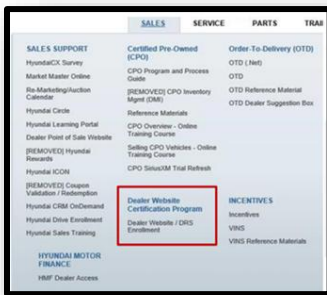 SALES SERVICE PARTS TRAI
SALES SUPPORT
HyundaiCX Survey
Market Master Online
Re-Marketing/Auction
Calendar
Hyundai Circle
Hyundai Learning Portal
Dealer Point of Sale Website
[REMOVED] Hyundai
Rewards
Hyundai ICON
[REMOVED] Coupon
Validation / Redemption
Hyundai CRM OnDemand
Hyundai Drive Enrollment
Hyundai Sales Training
HYUNDAI MOTOR
FINANCE
HMF Dealer Access
Certified Pre-Owned
(CPO)
CPO Program and Process
Guide
[REMOVED] CPO Inventory
Mgmt (DMI)
Reference Materials
CPO Overview - Online
Training Course
Selling CPO Vehicles - Online
Training Course
CPO SiriusXM Trial Refresh
Dealer Website
Certification Program
Dealer Website / DRS
Enrollment
Order-To-Delivery (OTD)
OTD (.Net)
OTD
OTD Reference Material
OTD Dealer Suggestion Box
INCENTIVES
Incentives
VINS
VINS Reference Materials